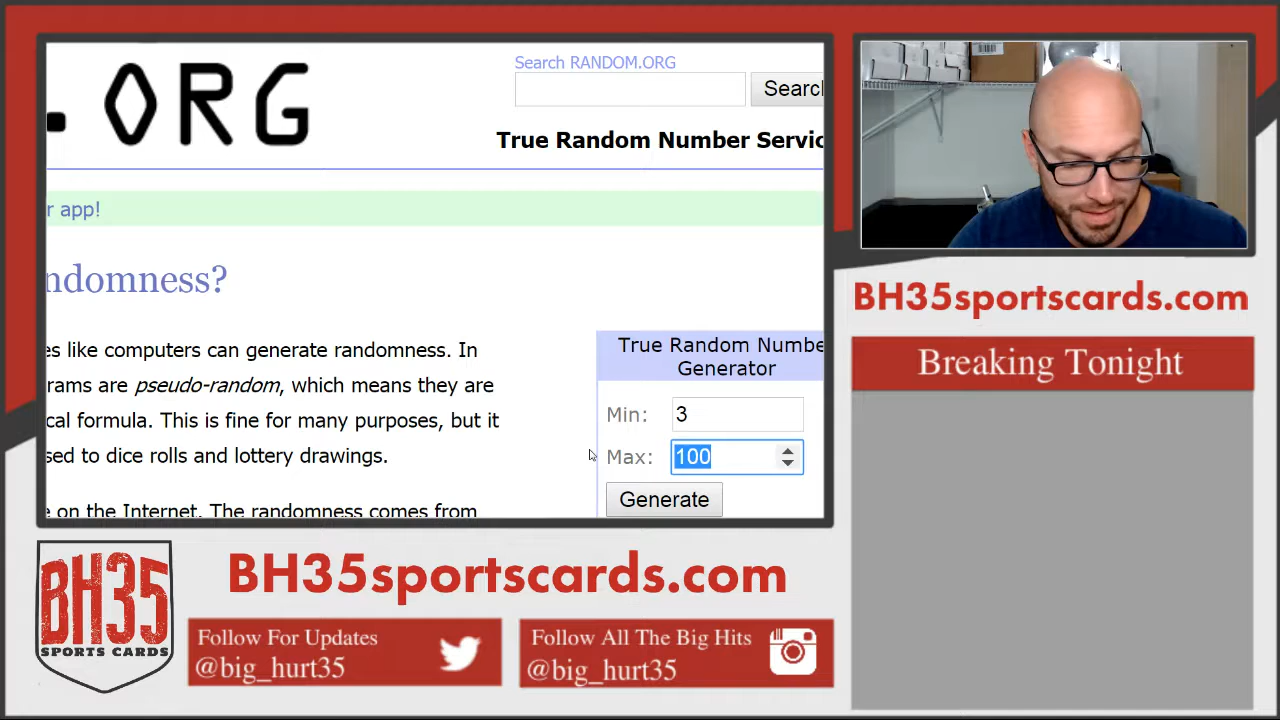 .ORG
Search RANDOM.ORG
Search
True Random Number Servic
r app!
ndomness?
es like computers can generate randomness. In
rams are pseudo-random, which means they are
cal formula. This is fine for many purposes, but it
sed to dice rolls and lottery drawings.
e on the Internet. The randomness comes from
True Random Numbe
Generator
Min: 3
Max: 100
Generate
BH35sportscards.com
Breaking Tonight
BH35
SPORTS CARDS
BH35sportscards.com
Follow For Updates
@big_hurt35
Follow All The Big Hits
@big_hurt35